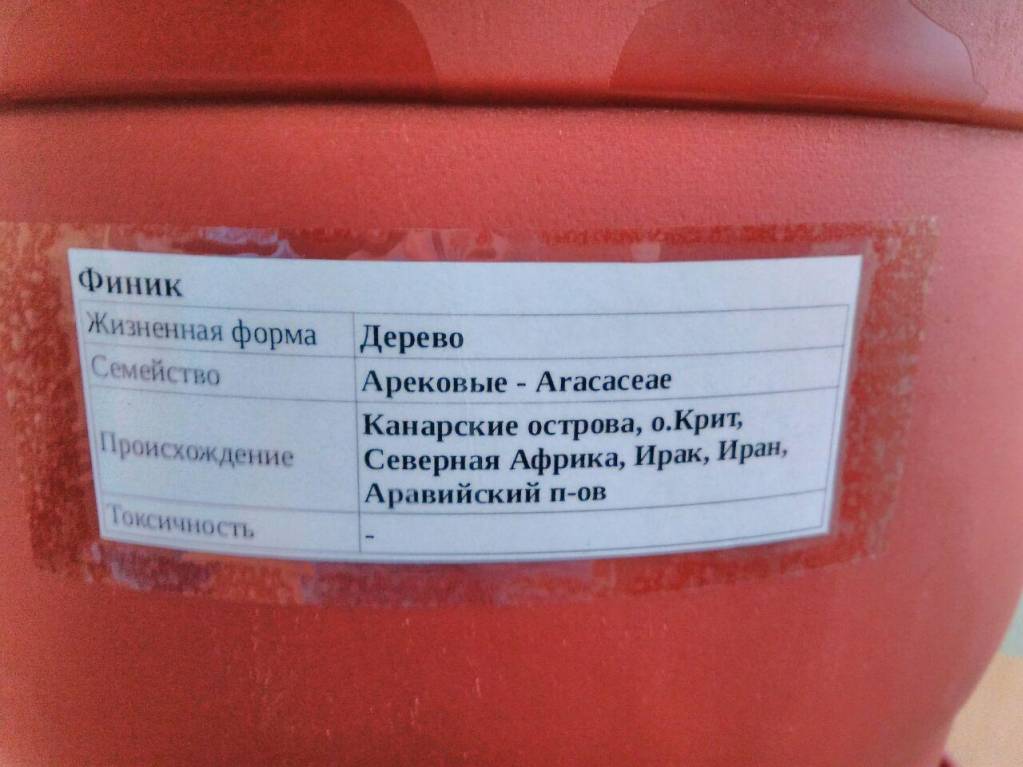 Финик
Жизненная форма Дерево
Семейство Арековые - Aracaceae
Происхождение Канарские острова, о.Крит,
Северная Африка, Ирак, Иран,
Аравийский п-ов
Токсичность -